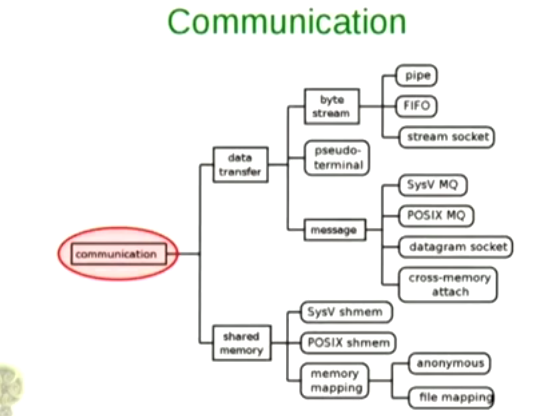 Communication
pipe
byte
stream
FIFO
stream socket
data
transfer
pseudo-
terminal
SysV MQ
POSIX MQ
message
datagram socket
communication
cross-memory
attach
SysV shmem
shared
memory
POSIX shmem
memory
mapping
anonymous
file mapping